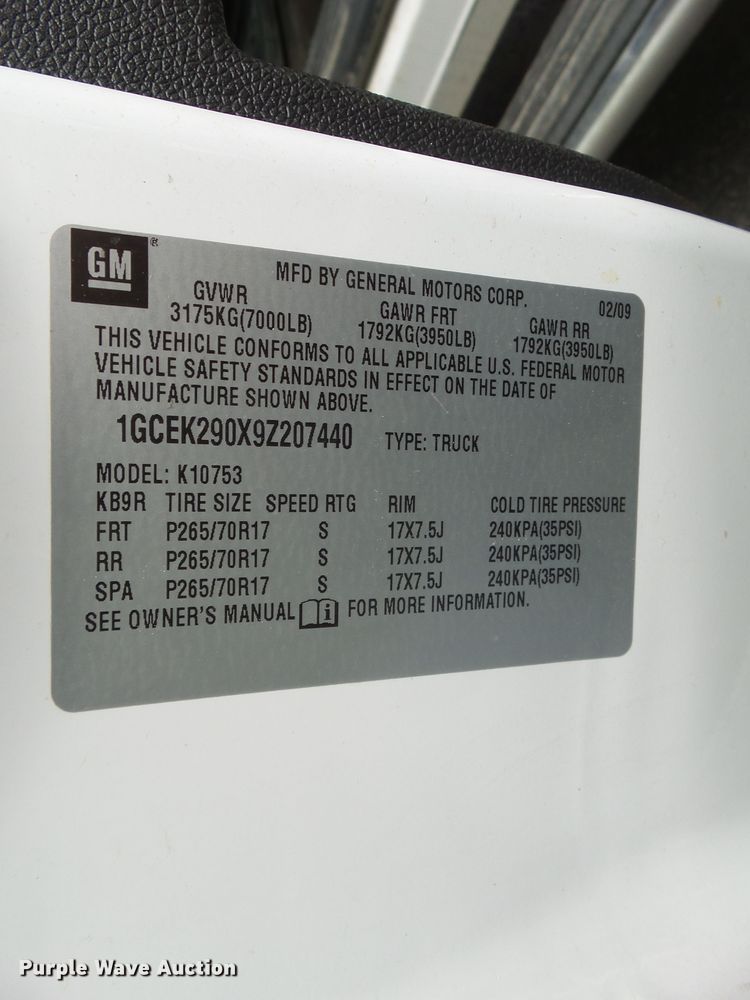 GM ®
MFD BY GENERAL MOTORS CORP. 02/09
GVWR GAWR FRT GAWR RR
3175KG(7000LB) 1792KG(3950LB) 1792KG(3950LB)
THIS VEHICLE CONFORMS TO ALL APPLICABLE U.S. FEDERAL MOTOR
VEHICLE SAFETY STANDARDS IN EFFECT ON THE DATE OF
MANUFACTURE SHOWN ABOVE.
1GCEK290X9Z207440 TYPE: TRUCK
MODEL: K10753
KB9R TIRE SIZE SPEED RTG RIM COLD TIRE PRESSURE
FRT P265/70R17 S 17X7.5J 240KPA(35PSI)
RR P265/70R17 S 17X7.5J 240KPA(35PSI)
SPA P265/70R17 S 17X7.5J 240KPA(35PSI)
SEE OWNER'S MANUAL i FOR MORE INFORMATION.
Purple Wave Auction